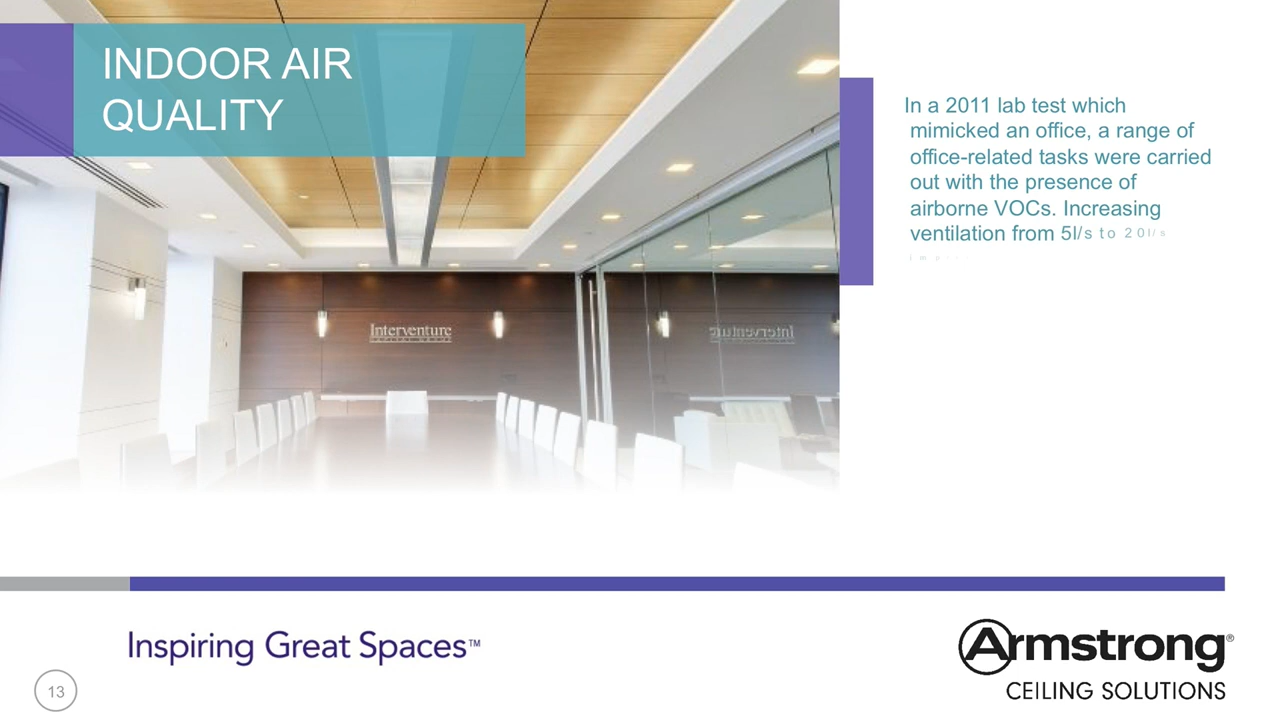 INDOOR AIR
QUALITY
In a 2011 lab test which
mimicked an office, a range of
office-related tasks were carried
out with the presence of
airborne VOCs. Increasing
ventilation from 5l/s to 20l/s
Interventure
CAPITAL GROUP
Interventure
Inspiring Great Spaces™
Armstrong®
CEILING SOLUTIONS
13